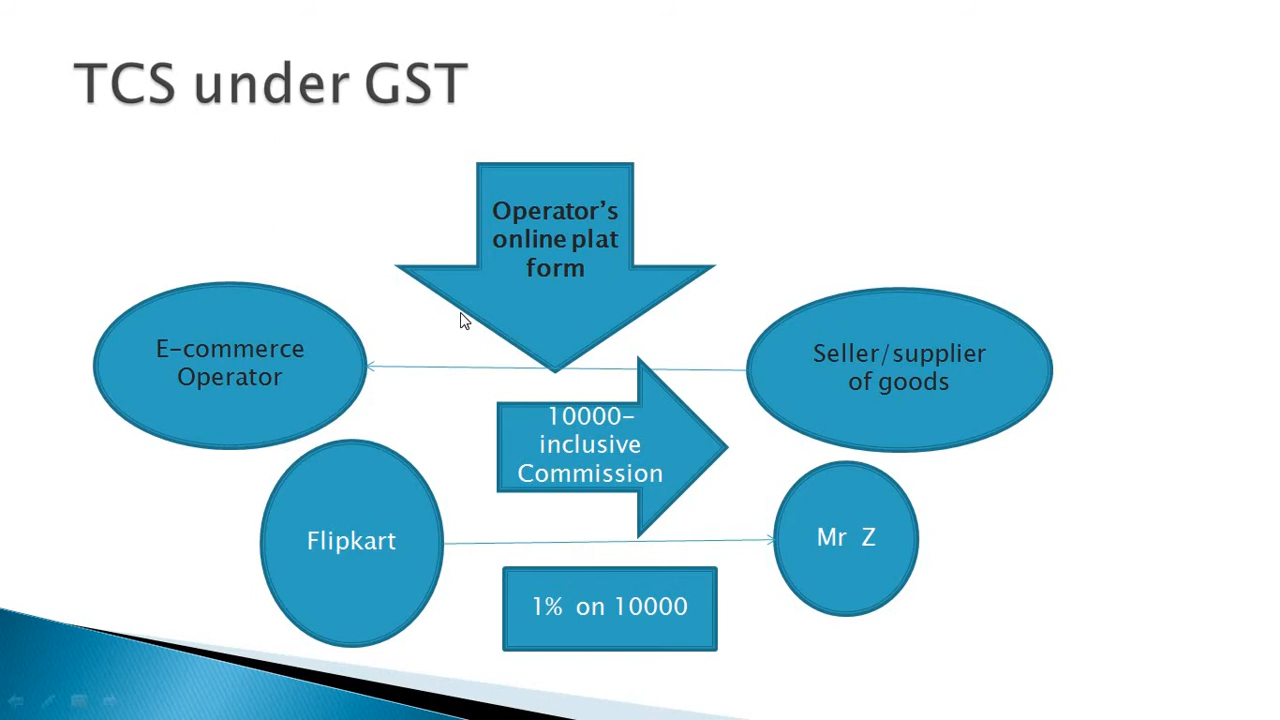 TCS under GST
Operator’s
online plat
form
E-commerce
Operator
Seller/supplier
of goods
10000-
inclusive
Commission
Flipkart
Mr Z
1% on 10000